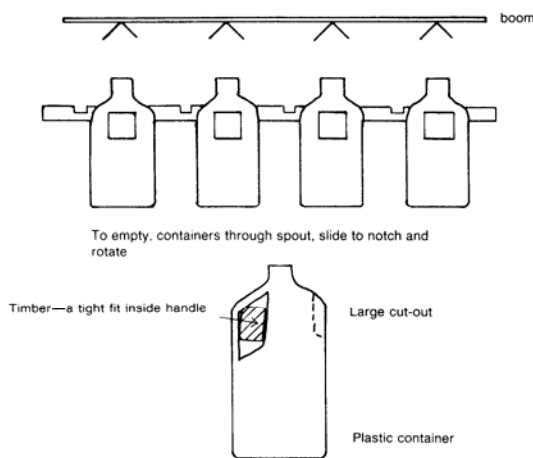 boom
To empty, containers through spout, slide to notch and
rotate
Timber—a tight fit inside handle
Large cut-out
Plastic container